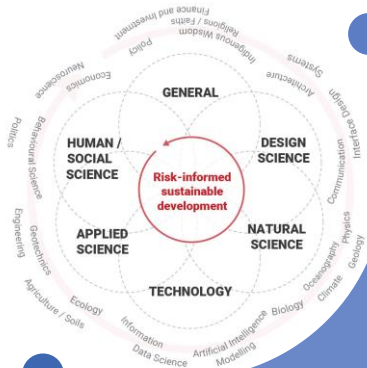 Finance and Investment
Religions / Faiths
Indigenous Wisdom
Policy
Systems
Architecture
Economics
Neuroscience
Interface Design
Communication
Behavioural Science
Politics
GENERAL
HUMAN /
SOCIAL
SCIENCE
DESIGN
SCIENCE
Risk-informed
sustainable
development
APPLIED
SCIENCE
NATURAL
SCIENCE
TECHNOLOGY
Engineering
Geotechnics
Agriculture / Soils
Ecology
Information
Data Science
Artificial Intelligence
Modelling
Biology
Climate
Oceanography
Geology
Physics